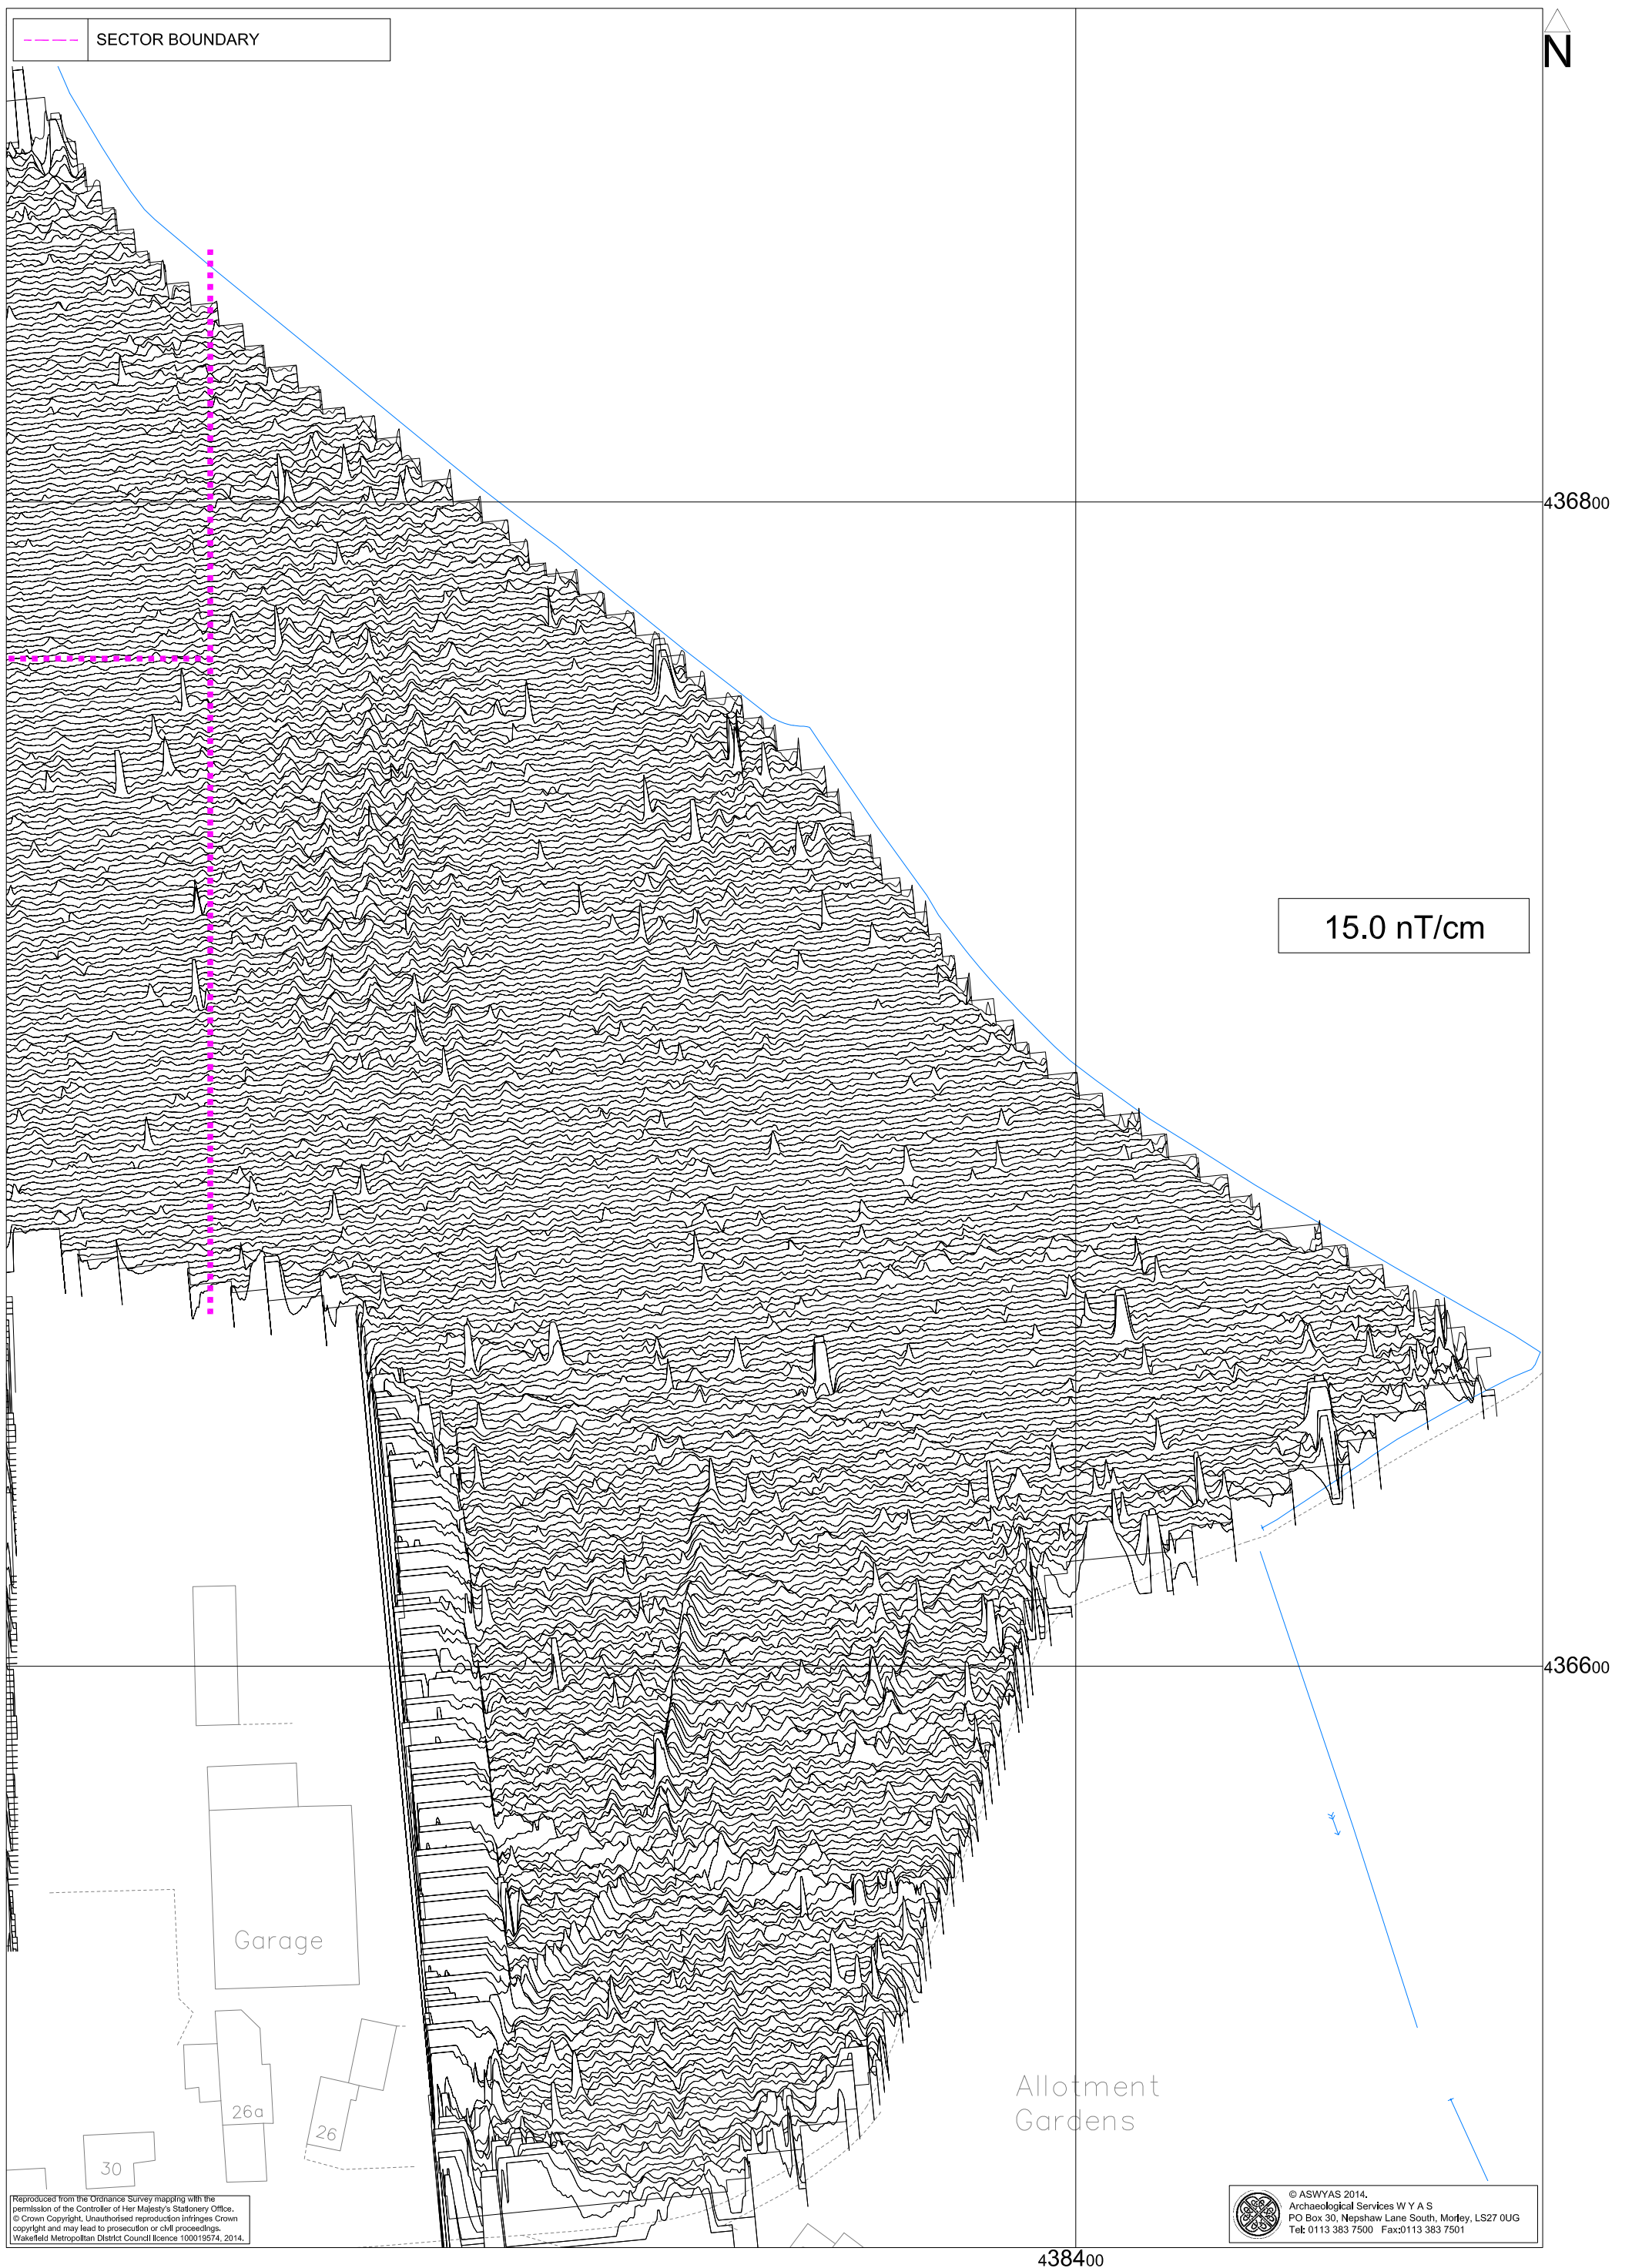 SECTOR BOUNDARY
N
436800
15.0 nT/cm
436600
Garage
26a
26
30
Allotment
Gardens
Reproduced from the Ordnance Survey mapping with the
permission of the Controller of Her Majesty's Stationery Office.
© Crown Copyright. Unauthorised reproduction infringes Crown
copyright and may lead to prosecution or civil proceedings.
Wakefield Metropolitan District Council licence 100019574, 2014.
© ASWYAS 2014.
Archaeological Services W Y A S
PO Box 30, Nepshaw Lane South, Morley, LS27 0UG
Tel: 0113 383 7500 Fax:0113 383 7501
438400